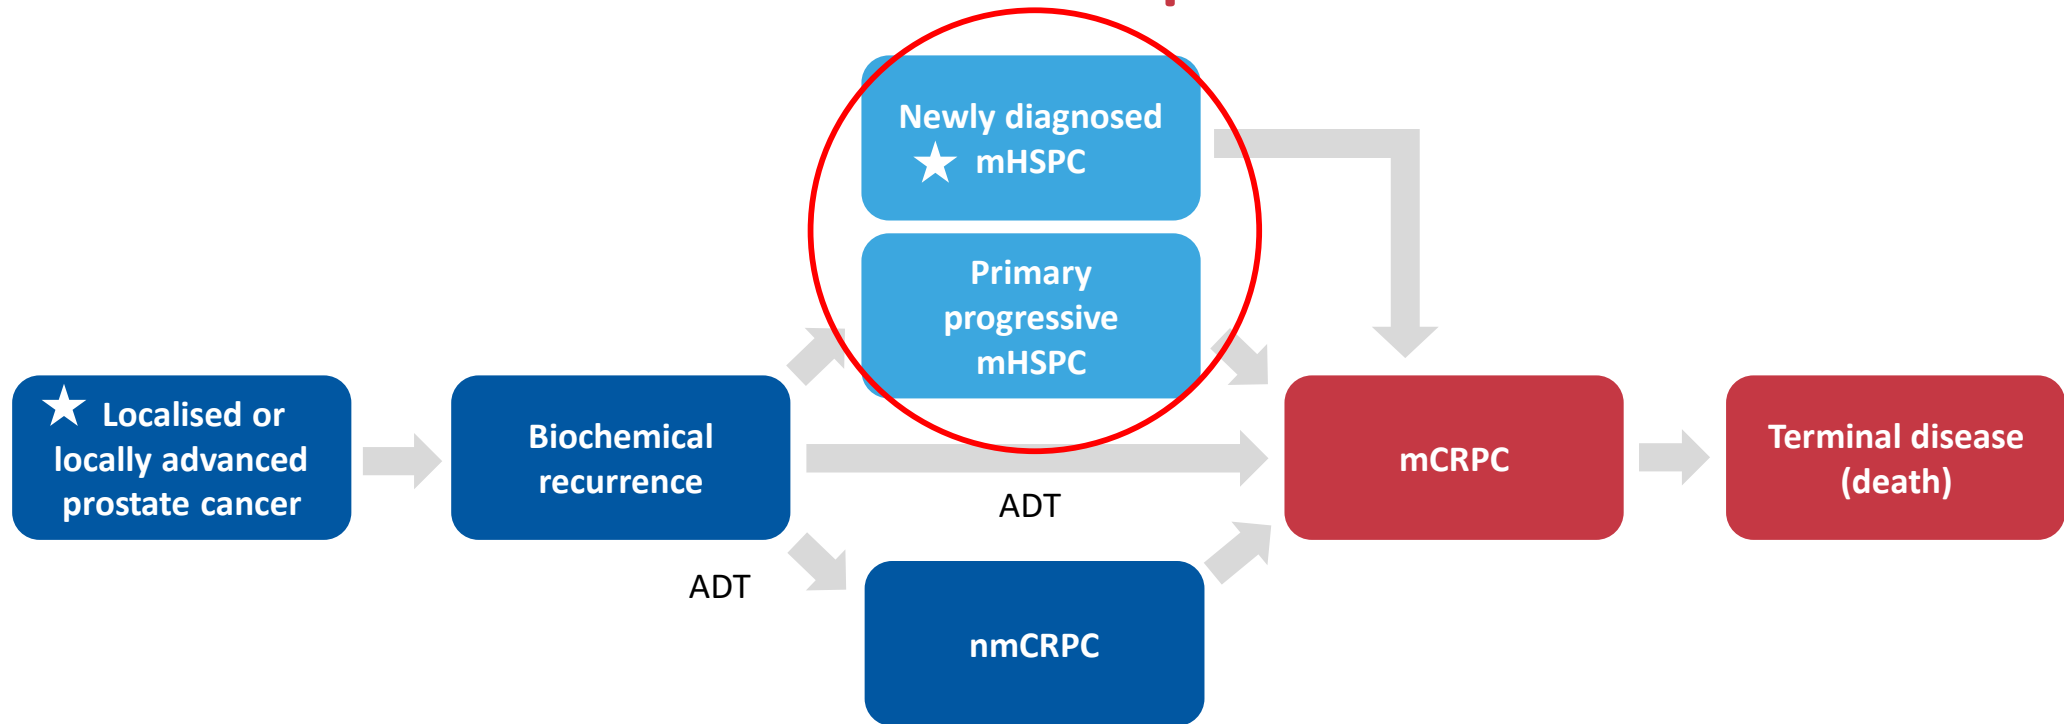 Newly diagnosed
mHSPC
Primary
progressive
mHSPC
Localised or
locally advanced
prostate cancer
Biochemical
recurrence
ADT
ADT
nmCRPC
mCRPC
Terminal disease
(death)